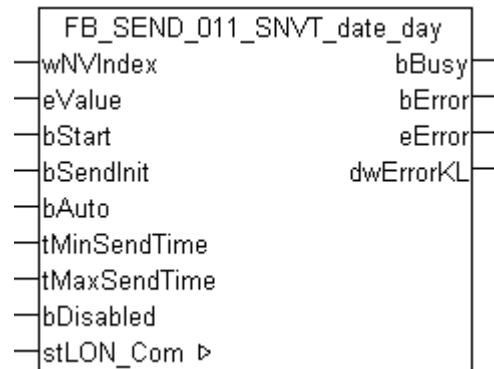 FB_SEND_011_SNVT_date_day
wNVIndex bBusy
eValue bError
bStart eError
bSendInit dwErrorKL
bAuto
tMinSendTime
tMaxSendTime
bDisabled
stLON_Com ▷